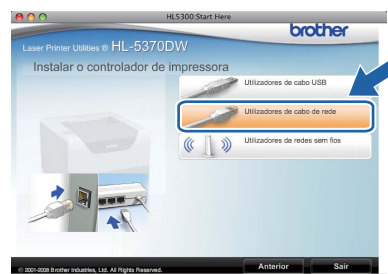 HL5300:Start Here
brother
Laser Printer Utilities ® HL-5370DW
Instalar o controlador de impressora
Utilizadores de cabo USB
Utilizadores de cabo de rede
Utilizadores de redes sem fios
© 2001-2008 Brother Industries, Ltd. All Rights Reserved.
Anterior
Sair